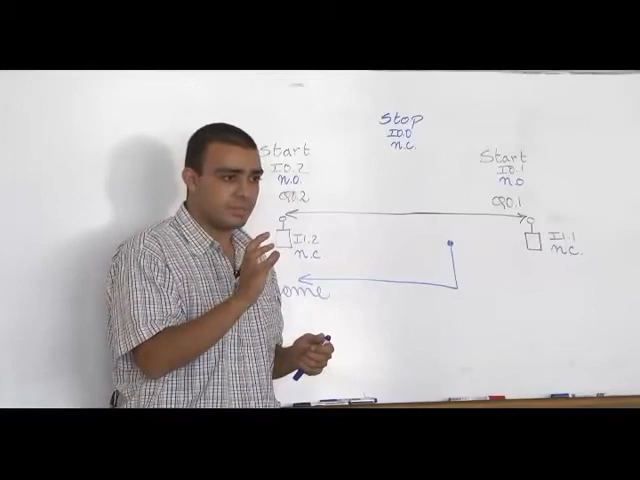 Stop
I0.0
n.c.
Start
I0.2
n.o.
Q0.2
Start
I0.1
n.o
Q0.1
I1.2
n.c
I1.1
n.c.
ome